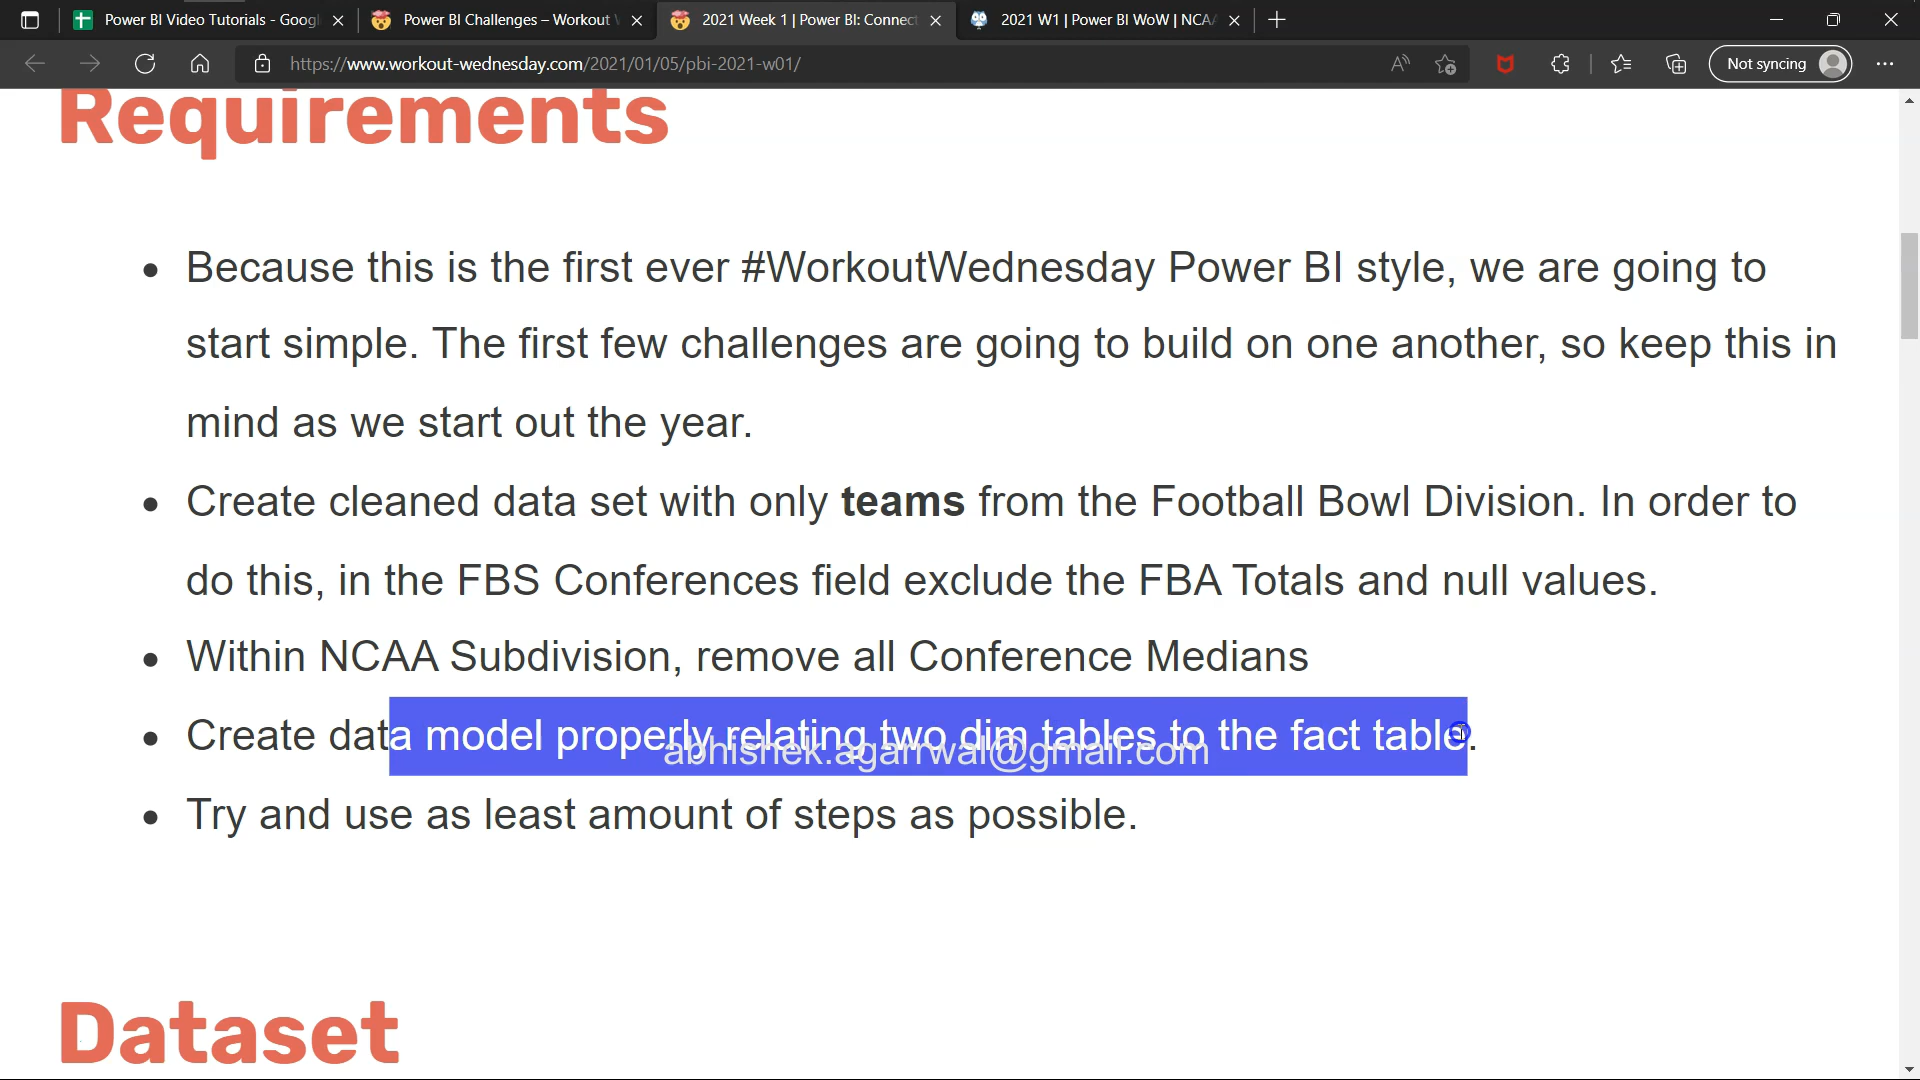 Power BI Video Tutorials - Googl
Power BI Challenges – Workout
2021 Week 1 | Power BI: Connect
2021 W1 | Power BI WoW | NCA
https://www.workout-wednesday.com/2021/01/05/pbi-2021-w01/
Not syncing
Requirements
Because this is the first ever #WorkoutWednesday Power BI style, we are going to
start simple. The first few challenges are going to build on one another, so keep this in
mind as we start out the year.
Create cleaned data set with only teams from the Football Bowl Division. In order to
do this, in the FBS Conferences field exclude the FBA Totals and null values.
Within NCAA Subdivision, remove all Conference Medians
Create data model properly relating two dim tables to the fact table.
abhishek.agarrwal@gmail.com
Try and use as least amount of steps as possible.
Dataset